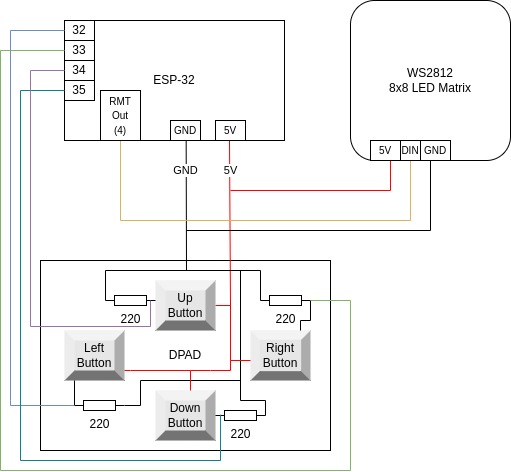 32
33
34
35
ESP-32
RMT
Out
(4)
GND
5V
WS2812
8x8 LED Matrix
5V
DIN
GND
GND
5V
Up
Button
220
220
Left
Button
DPAD
Right
Button
Down
Button
220
220